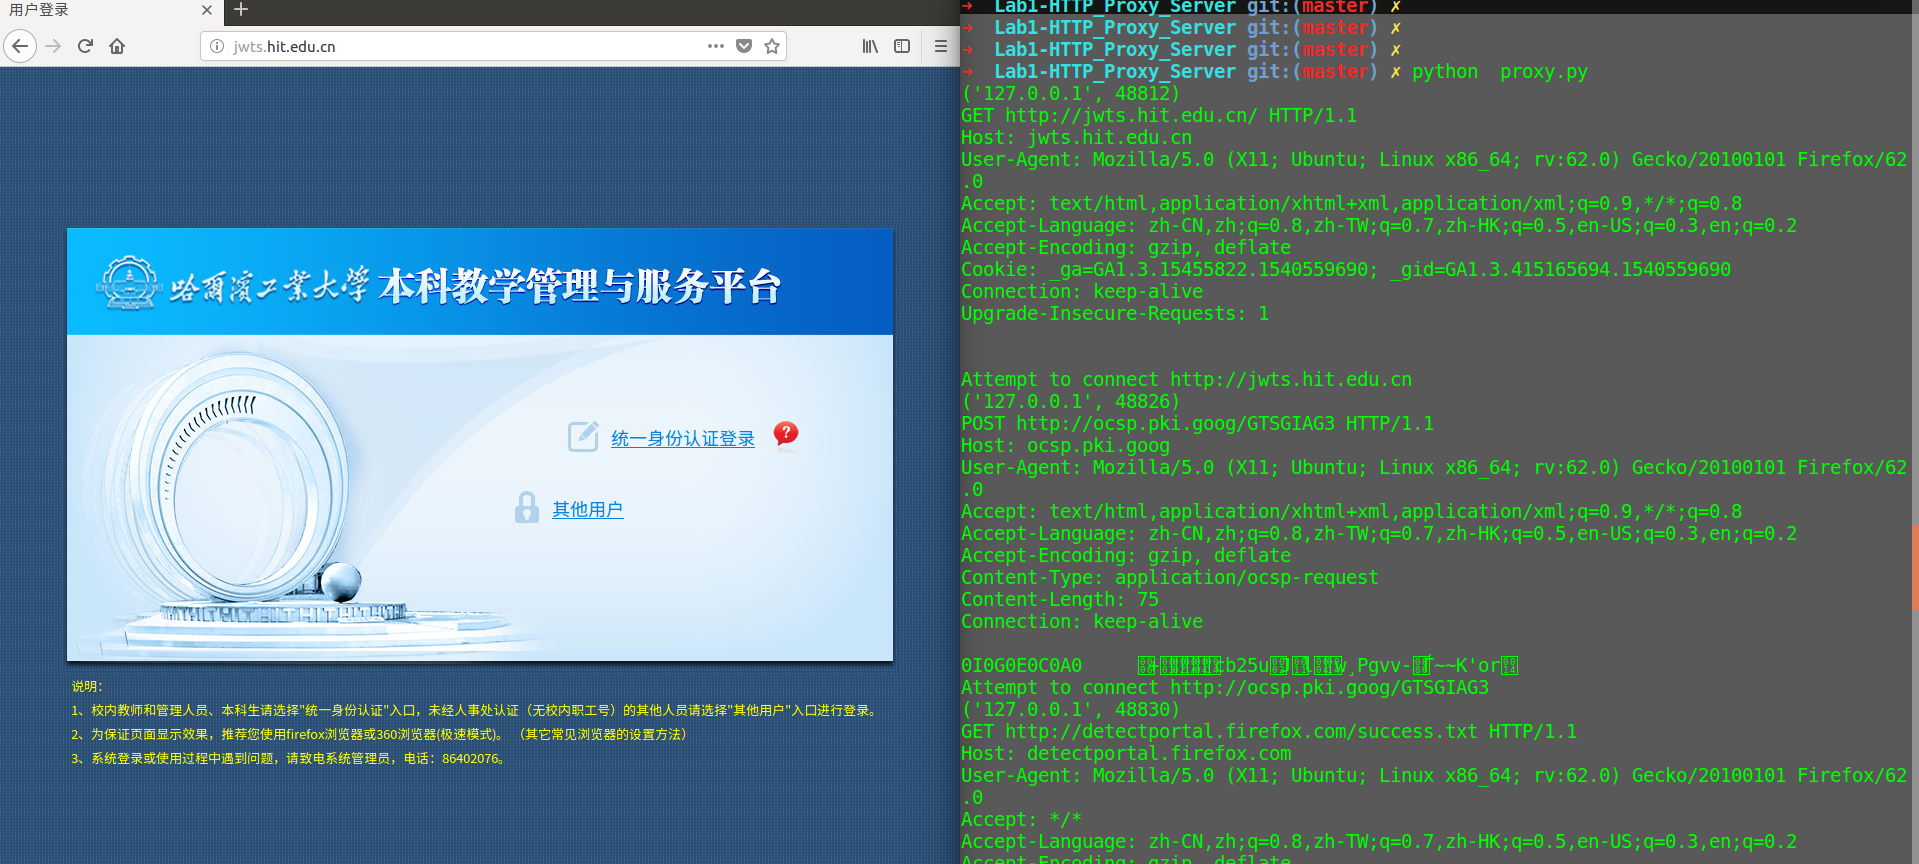 用户登录
jwts.hit.edu.cn
哈尔滨工业大学 本科教学管理与服务平台
统一身份认证登录 ?
其他用户
说明：
1、校内教师和管理人员、本科生请选择"统一身份认证"入口，未经人事处认证（无校内职工号）的其他人员请选择"其他用户"入口进行登录。
2、为保证页面显示效果，推荐您使用firefox浏览器或360浏览器(极速模式)。 （其它常见浏览器的设置方法）
3、系统登录或使用过程中遇到问题，请致电系统管理员，电话：86402076。
➜ Lab1-HTTP_Proxy_Server git:(master) ✗
➜ Lab1-HTTP_Proxy_Server git:(master) ✗
➜ Lab1-HTTP_Proxy_Server git:(master) ✗
➜ Lab1-HTTP_Proxy_Server git:(master) ✗ python  proxy.py
('127.0.0.1', 48812)
GET http://jwts.hit.edu.cn/ HTTP/1.1
Host: jwts.hit.edu.cn
User-Agent: Mozilla/5.0 (X11; Ubuntu; Linux x86_64; rv:62.0) Gecko/20100101 Firefox/62
.0
Accept: text/html,application/xhtml+xml,application/xml;q=0.9,*/*;q=0.8
Accept-Language: zh-CN,zh;q=0.8,zh-TW;q=0.7,zh-HK;q=0.5,en-US;q=0.3,en;q=0.2
Accept-Encoding: gzip, deflate
Cookie: _ga=GA1.3.15455822.1540559690; _gid=GA1.3.415165694.1540559690
Connection: keep-alive
Upgrade-Insecure-Requests: 1
Attempt to connect http://jwts.hit.edu.cn
('127.0.0.1', 48826)
POST http://ocsp.pki.goog/GTSGIAG3 HTTP/1.1
Host: ocsp.pki.goog
User-Agent: Mozilla/5.0 (X11; Ubuntu; Linux x86_64; rv:62.0) Gecko/20100101 Firefox/62
.0
Accept: text/html,application/xhtml+xml,application/xml;q=0.9,*/*;q=0.8
Accept-Language: zh-CN,zh;q=0.8,zh-TW;q=0.7,zh-HK;q=0.5,en-US;q=0.3,en;q=0.2
Accept-Encoding: gzip, deflate
Content-Type: application/ocsp-request
Content-Length: 75
Connection: keep-alive
0I0G0E0C0A0
Attempt to connect http://ocsp.pki.goog/GTSGIAG3
('127.0.0.1', 48830)
GET http://detectportal.firefox.com/success.txt HTTP/1.1
Host: detectportal.firefox.com
User-Agent: Mozilla/5.0 (X11; Ubuntu; Linux x86_64; rv:62.0) Gecko/20100101 Firefox/62
.0
Accept: */*
Accept-Language: zh-CN,zh;q=0.8,zh-TW;q=0.7,zh-HK;q=0.5,en-US;q=0.3,en;q=0.2
Accept-Encoding: gzip, deflate